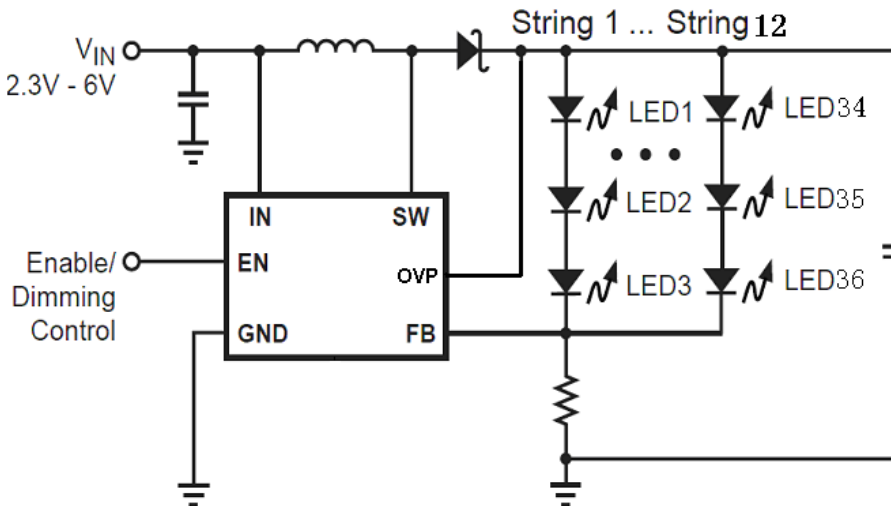 String 1 ... String 12
VIN
2.3V - 6V
LED1
LED34
IN
SW
LED2
LED35
Enable/
Dimming
Control
EN
OVP
LED3
LED36
GND
FB